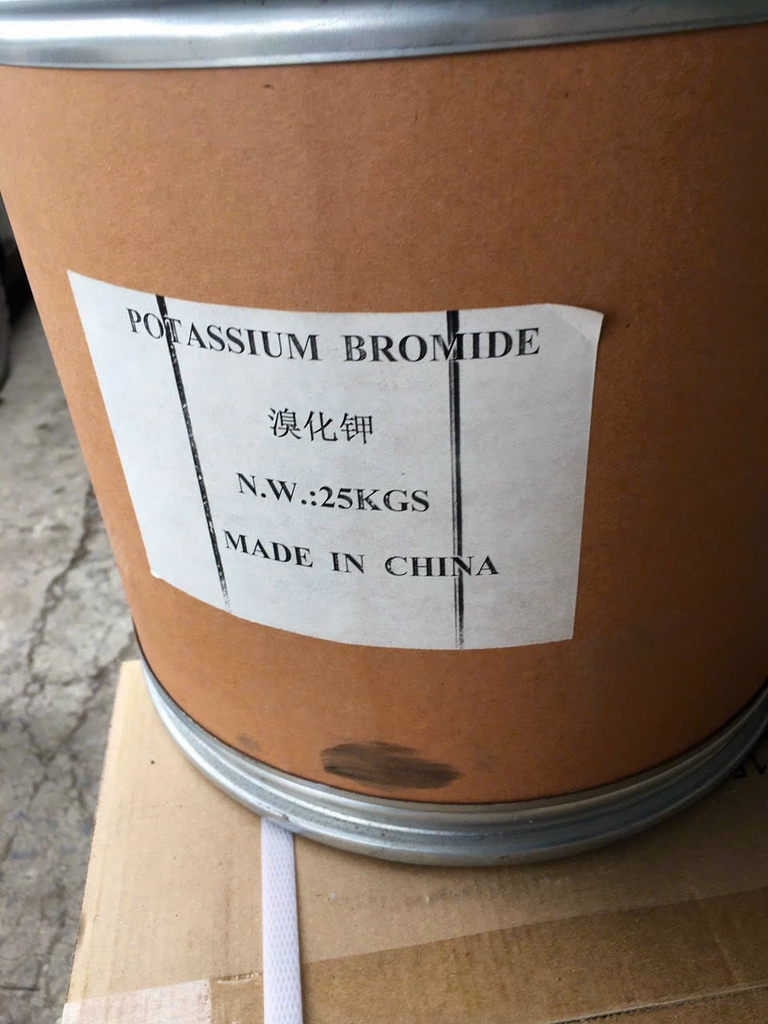 POTASSIUM BROMIDE
溴化钾
N.W.:25KGS
MADE IN CHINA